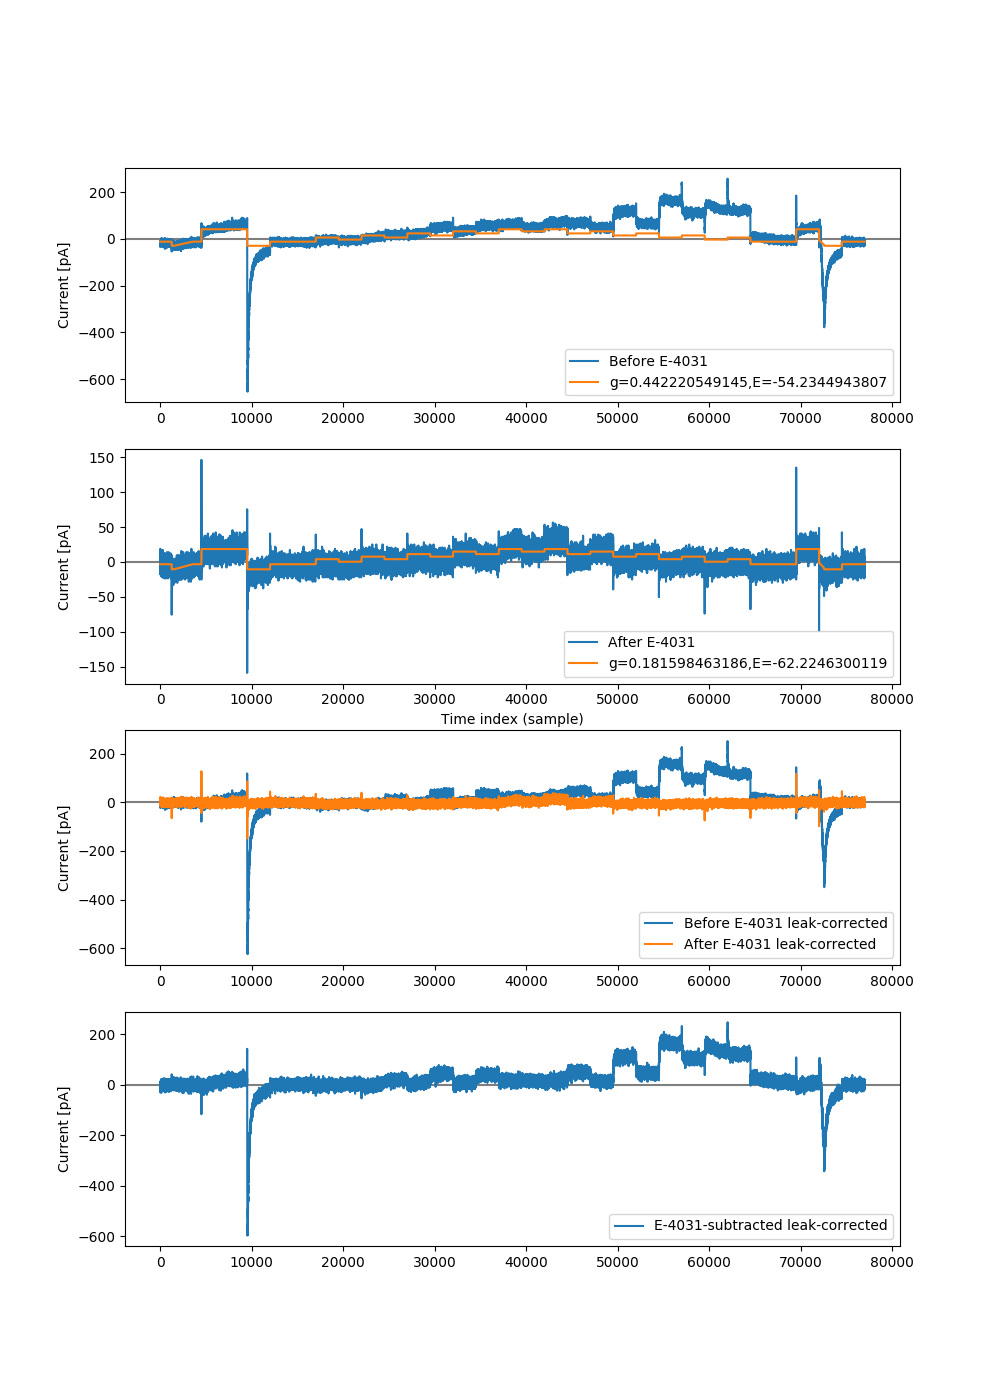 200
0
−200
−400
−600
Current [pA]
Before E-4031
g=0.442220549145,E=-54.2344943807
0 10000 20000 30000 40000 50000 60000 70000 80000
150
100
50
0
−50
−100
−150
Current [pA]
After E-4031
g=0.181598463186,E=-62.2246300119
0 10000 20000 30000 40000 50000 60000 70000 80000
Time index (sample)
200
0
−200
−400
−600
Current [pA]
Before E-4031 leak-corrected
After E-4031 leak-corrected
0 10000 20000 30000 40000 50000 60000 70000 80000
200
0
−200
−400
−600
Current [pA]
E-4031-subtracted leak-corrected
0 10000 20000 30000 40000 50000 60000 70000 80000